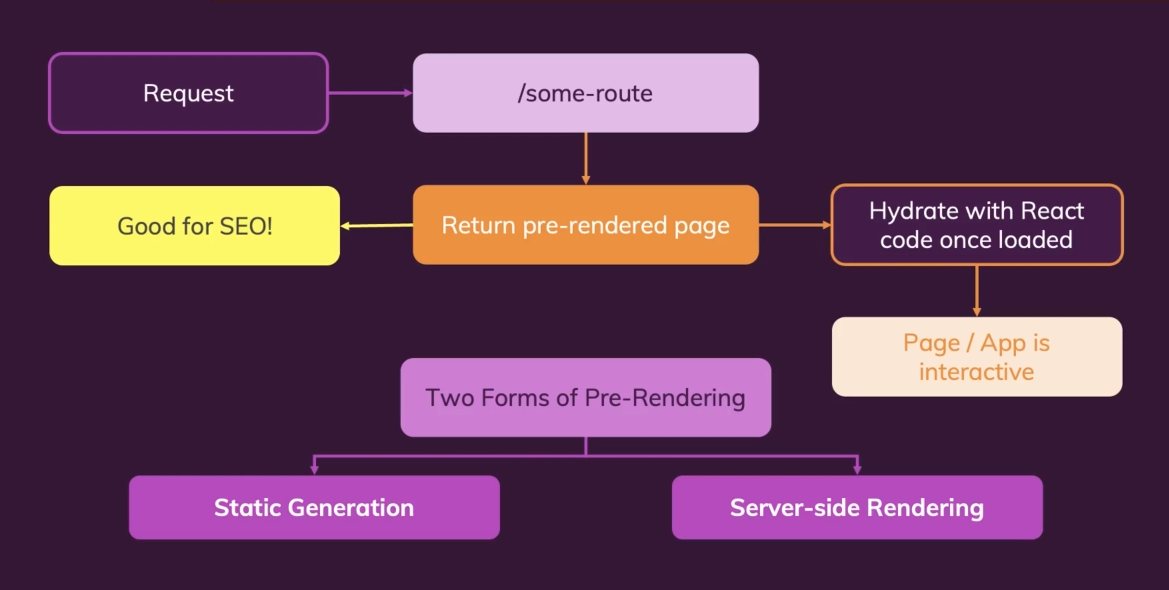 Request
/some-route
Good for SEO!
Return pre-rendered page
Hydrate with React
code once loaded
Page / App is
interactive
Two Forms of Pre-Rendering
Static Generation
Server-side Rendering